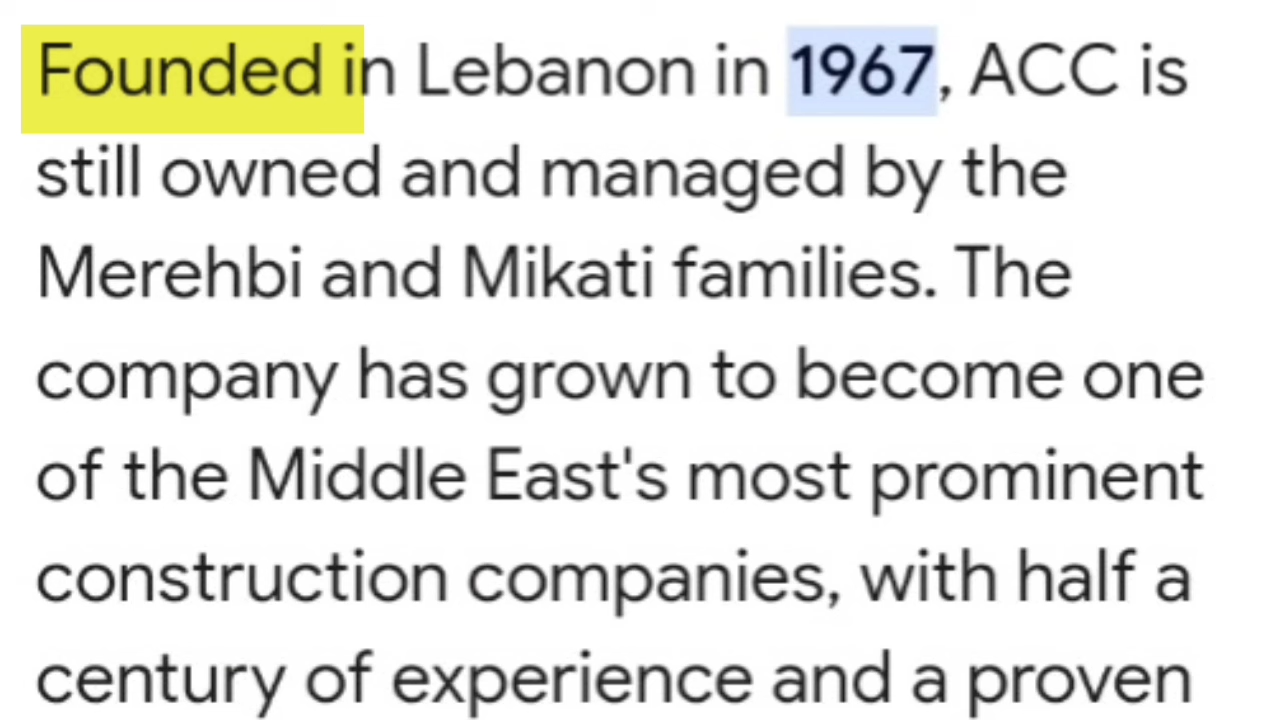 Founded in Lebanon in 1967, ACC is
still owned and managed by the
Merehbi and Mikati families. The
company has grown to become one
of the Middle East's most prominent
construction companies, with half a
century of experience and a proven